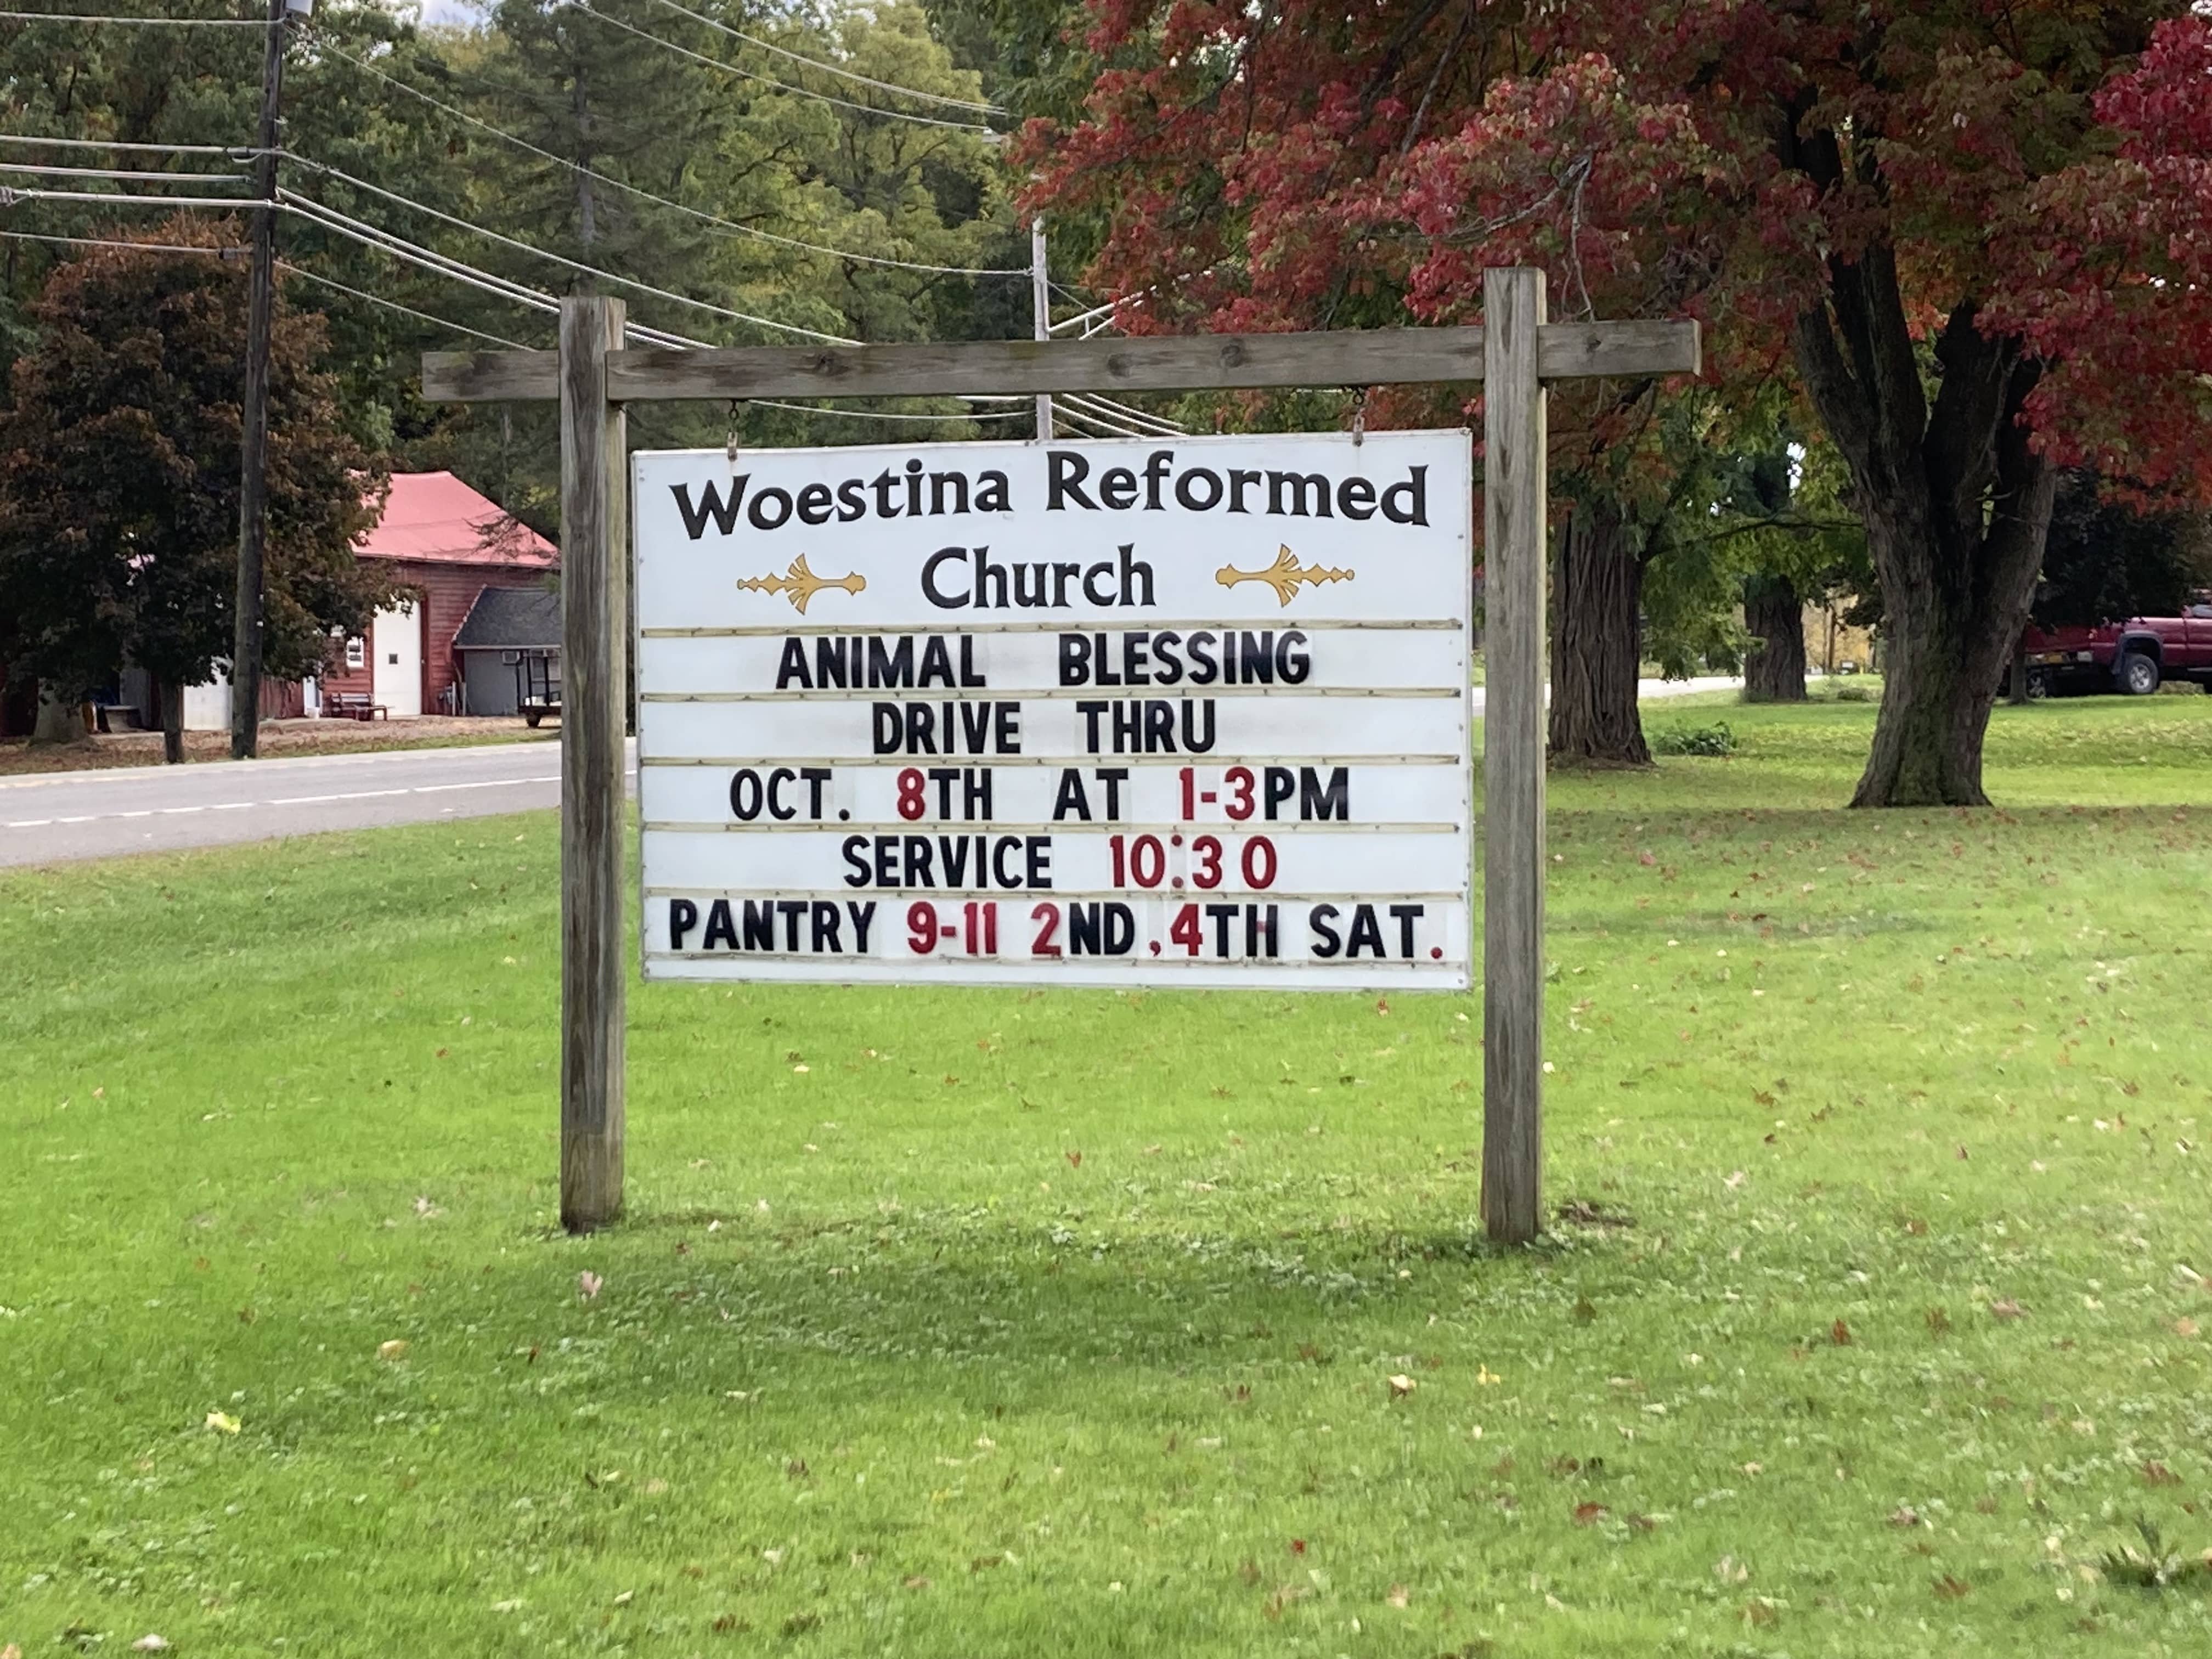 Woestina Reformed
Church
ANIMAL BLESSING
DRIVE THRU
OCT. 8TH AT 1-3PM
SERVICE 10:30
PANTRY 9-11 2ND,4TH SAT.